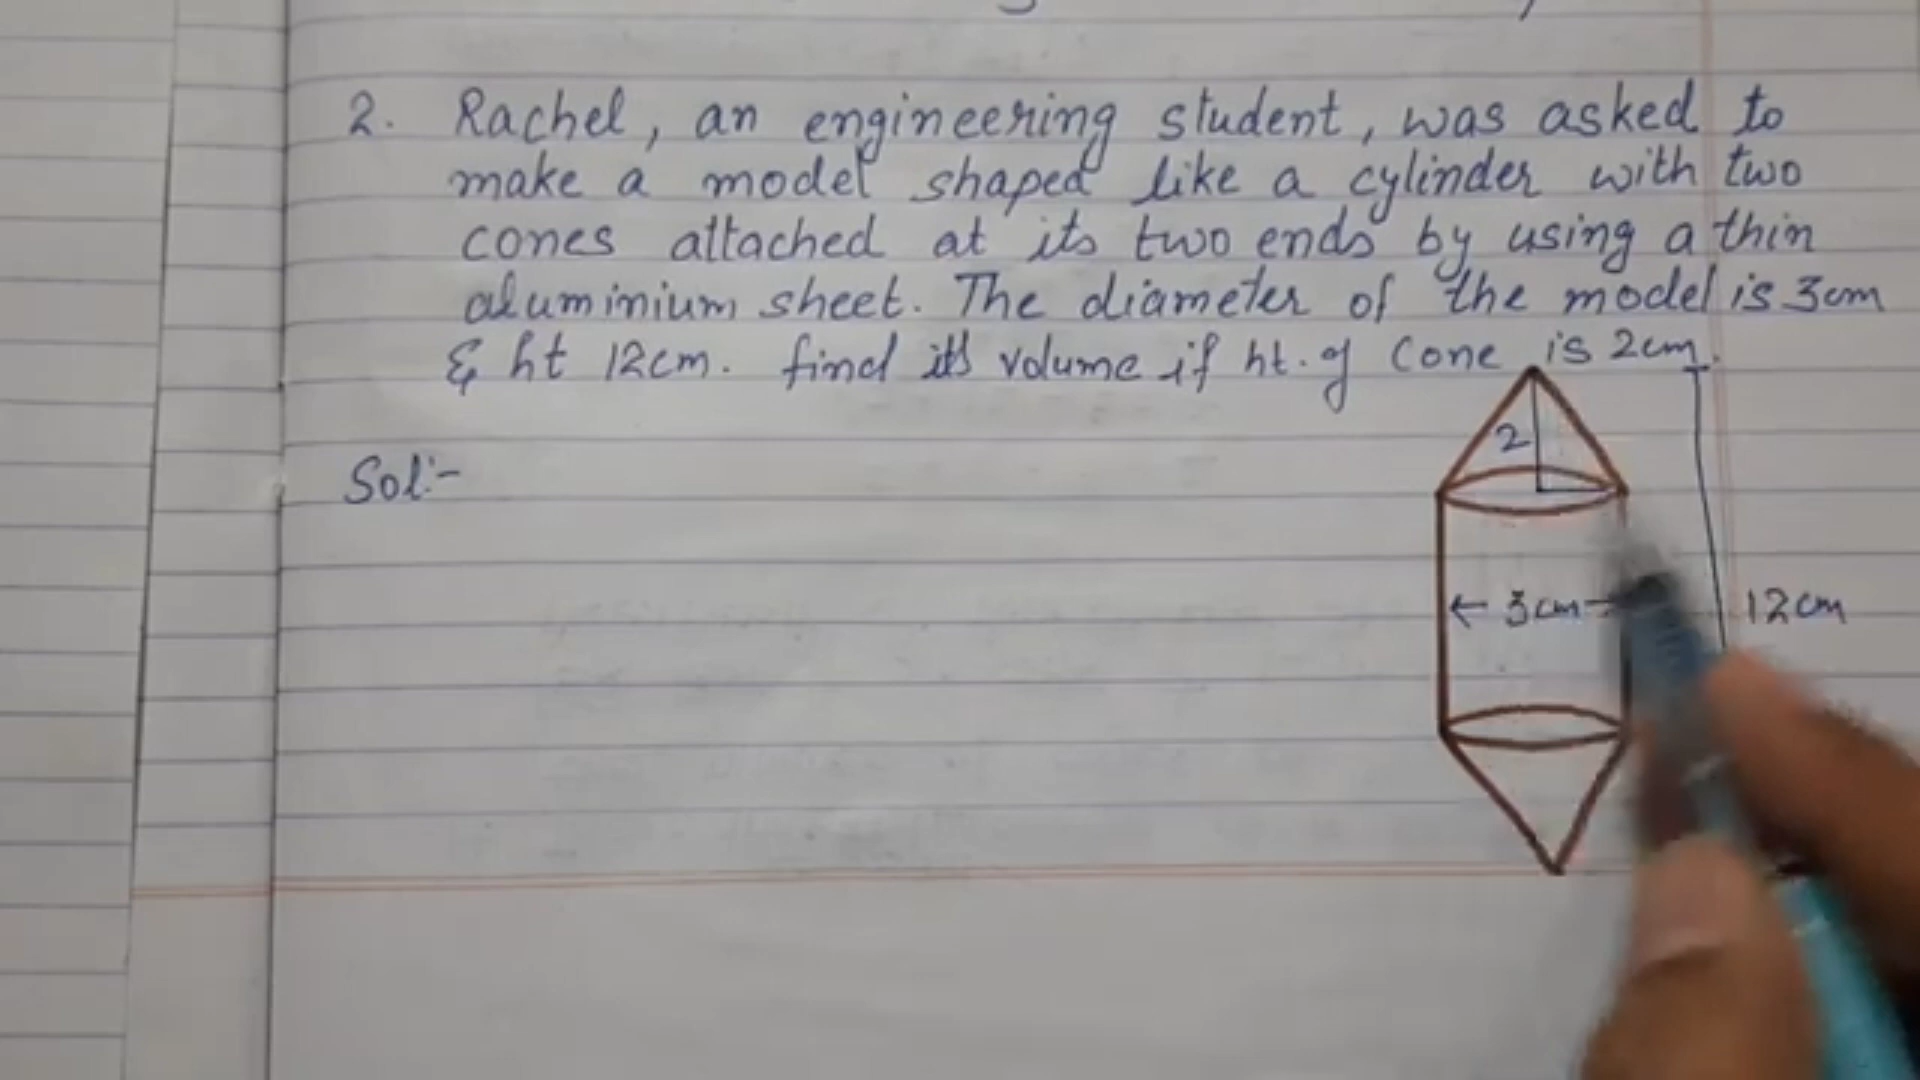 2. Rachel, an engineering student, was asked to
make a model shaped like a cylinder with two
cones attached at its two ends by using a thin
aluminium sheet. The diameter of the model is 3cm
& ht 12cm. find its volume if ht. of Cone is 2cm.
Sol:-
2
← 3cm →
12cm